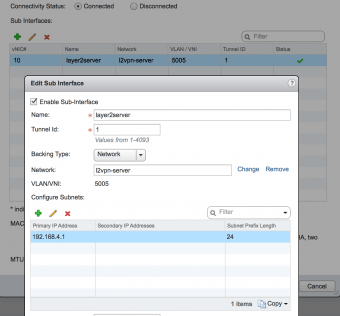 Connectivity Status: Connected Disconnected
Sub Interfaces:
Filter
vNIC# Name Network VLAN / VNI Tunnel ID Status
10 layer2server l2vpn-server 5005 1
Edit Sub Interface ?
Enable Sub-Interface
Name: * layer2server
Tunnel Id: * 1
Values from 1-4093
Backing Type: Network
Network: l2vpn-server Change Remove
VLAN/VNI: 5005
* indi
Configure Subnets:
Filter
MAC
Primary IP Address Secondary IP Addresses Subnet Prefix Length
192.168.4.1 24
HA, two
MTU
Cancel
1 items Copy